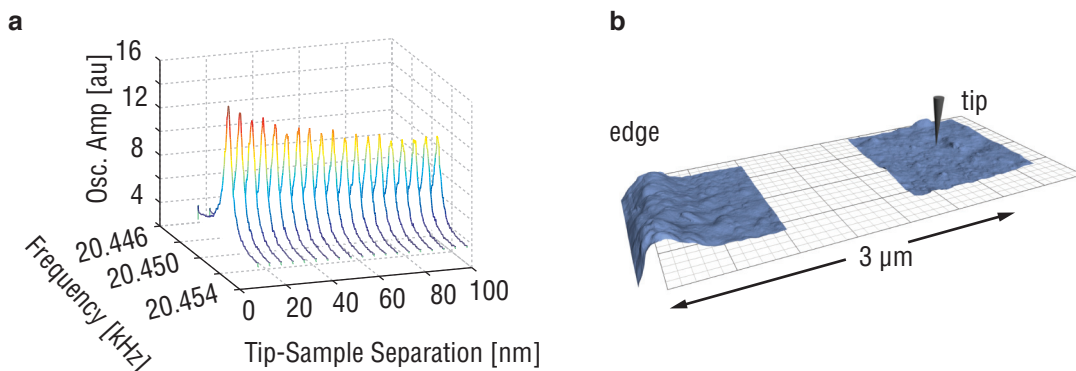 a
16
12
8
4
Osc. Amp [au]
20.446
20.450
20.454
Frequency [kHz]
0
20
40
60
80
100
Tip-Sample Separation [nm]
b
edge
tip
3 µm